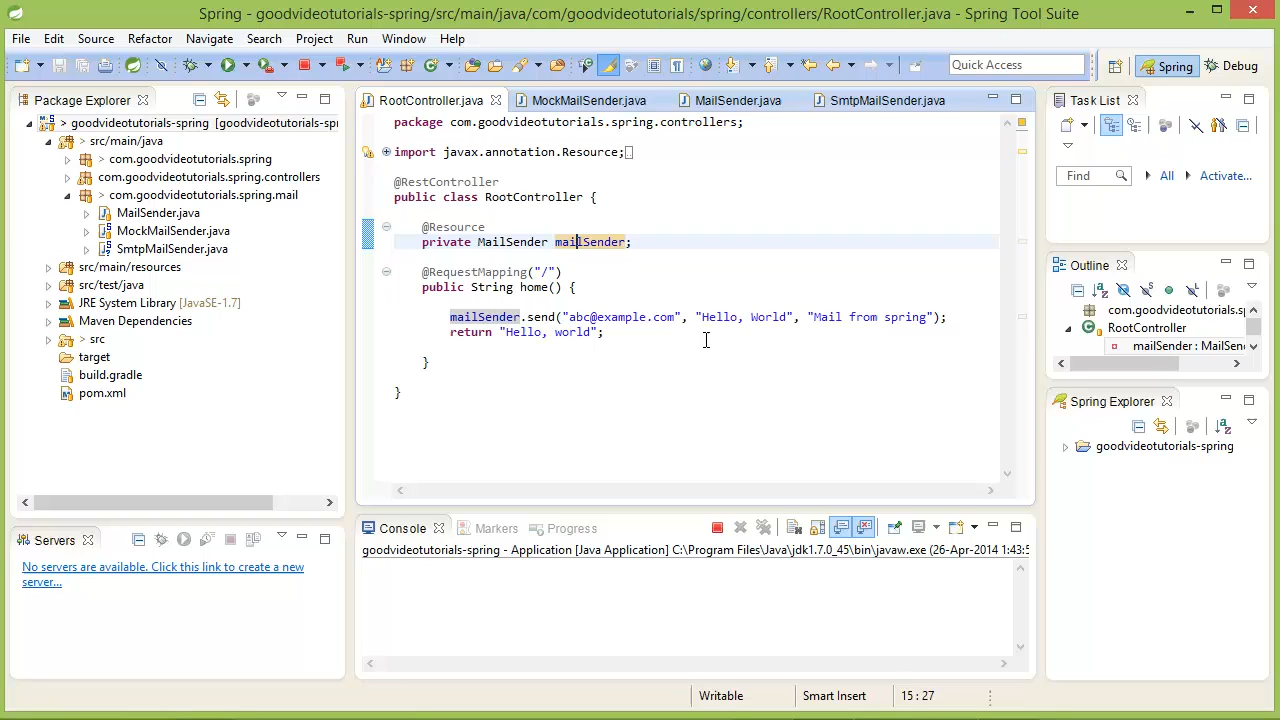 Spring - goodvideotutorials-spring/src/main/java/com/goodvideotutorials/spring/controllers/RootController.java - Spring Tool Suite
File Edit Source Refactor Navigate Search Project Run Window Help
Quick Access
Spring
Debug
Package Explorer
> goodvideotutorials-spring [goodvideotutorials-spr
> src/main/java
> com.goodvideotutorials.spring
com.goodvideotutorials.spring.controllers
> com.goodvideotutorials.spring.mail
MailSender.java
MockMailSender.java
SmtpMailSender.java
src/main/resources
src/test/java
JRE System Library [JavaSE-1.7]
Maven Dependencies
> src
target
build.gradle
pom.xml
RootController.java MockMailSender.java MailSender.java SmtpMailSender.java
package com.goodvideotutorials.spring.controllers;
import javax.annotation.Resource;
@RestController
public class RootController {
@Resource
private MailSender mailSender;
@RequestMapping("/")
public String home() {
mailSender.send("abc@example.com", "Hello, World", "Mail from spring");
return "Hello, world";
}
}
Task List
Find All Activate...
Outline
com.goodvideotutorials.sp
RootController
mailSender : MailSen
Spring Explorer
goodvideotutorials-spring
Servers
No servers are available. Click this link to create a new
server...
Console Markers Progress
goodvideotutorials-spring - Application [Java Application] C:\Program Files\Java\jdk1.7.0_45\bin\javaw.exe (26-Apr-2014 1:43:5
Writable Smart Insert 15 : 27